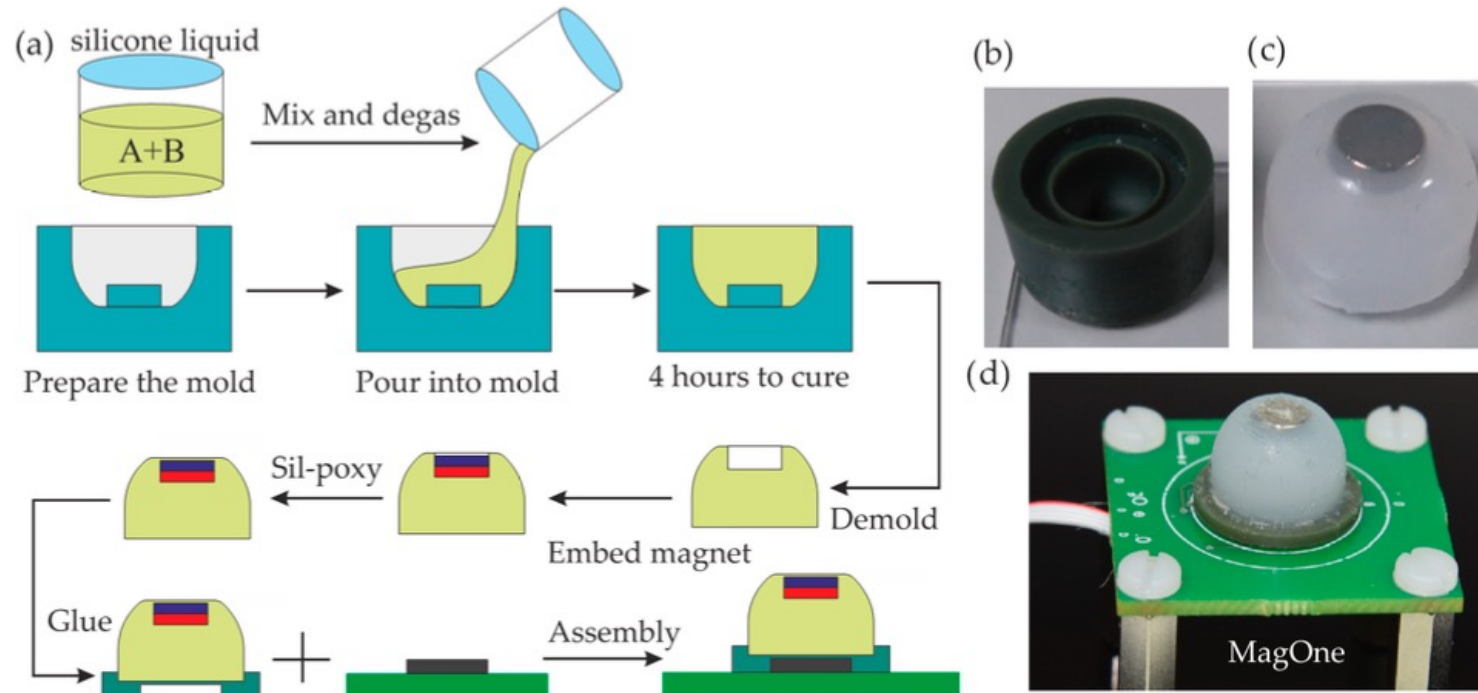 (a)
silicone liquid
A+B
Mix and degas
Prepare the mold
Pour into mold
4 hours to cure
Demold
Embed magnet
Sil-poxy
Glue
Assembly
(b)
(c)
(d)
MagOne